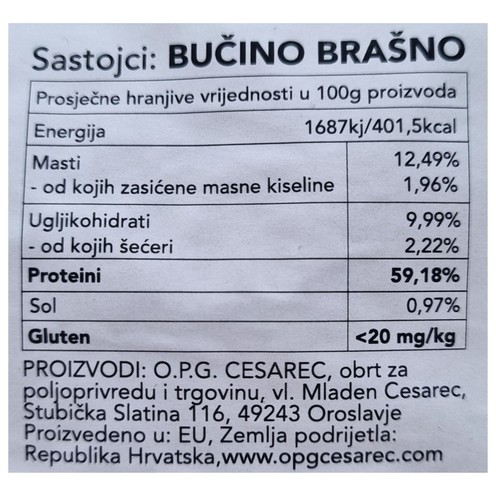 Sastojci: BUČINO BRAŠNO
Prosječne hranjive vrijednosti u 100g proizvoda
Energija 1687kj/401,5kcal
Masti 12,49%
- od kojih zasićene masne kiseline 1,96%
Ugljikohidrati 9,99%
- od kojih šećeri 2,22%
Proteini 59,18%
Sol 0,97%
Gluten <20 mg/kg
PROIZVODI: O.P.G. CESAREC, obrt za
poljoprivredu i trgovinu, vl. Mladen Cesarec,
Stubička Slatina 116, 49243 Oroslavje
Proizvedeno u: EU, Zemlja podrijetla:
Republika Hrvatska,www.opgcesarec.com